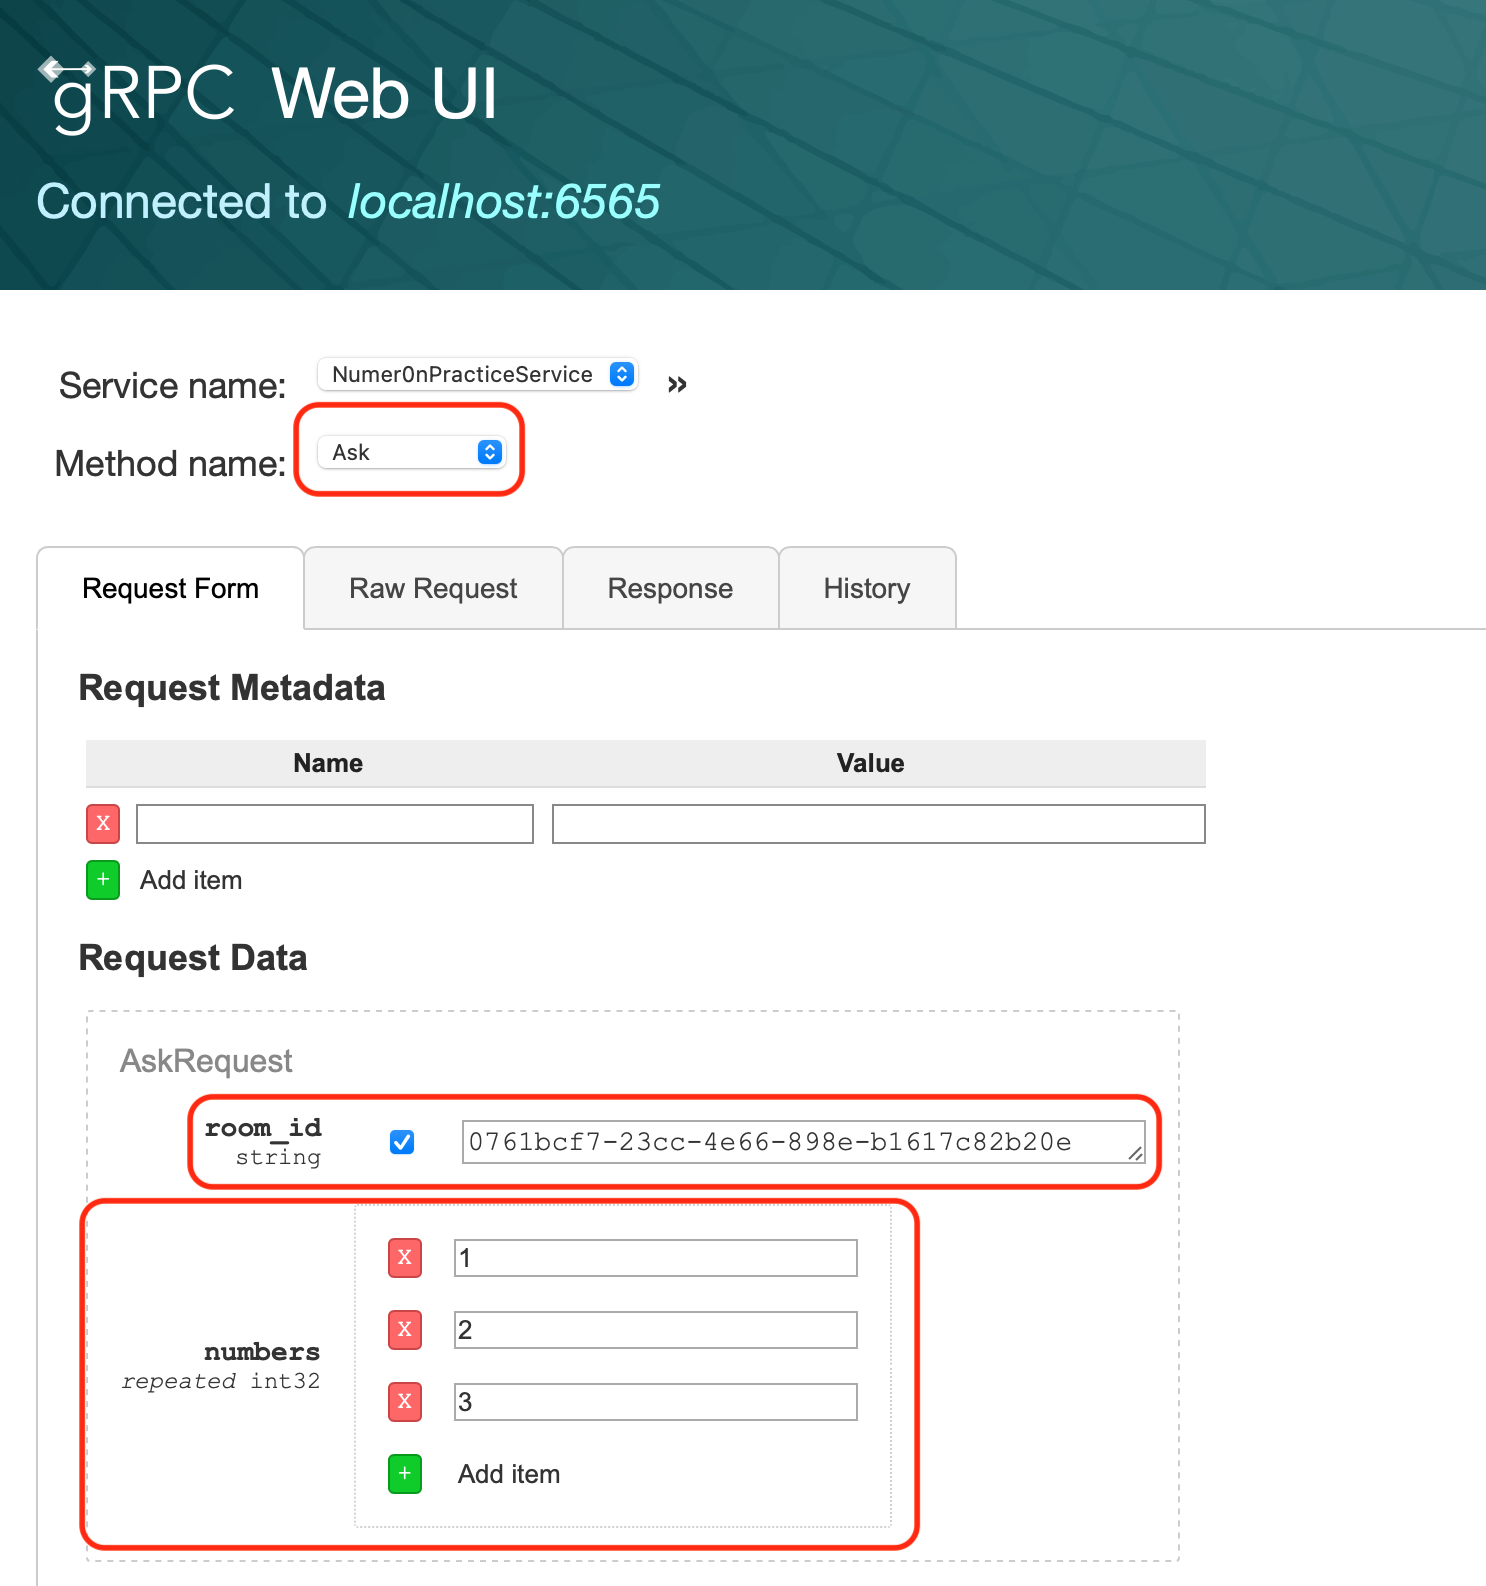 gRPC Web UI
Connected to localhost:6565
Service name: Numer0nPracticeService »
Method name: Ask
Request Form Raw Request Response History
Request Metadata
Name Value
X
+ Add item
Request Data
AskRequest
room_id
string
0761bcf7-23cc-4e66-898e-b1617c82b20e
numbers
repeated int32
X 1
X 2
X 3
+ Add item